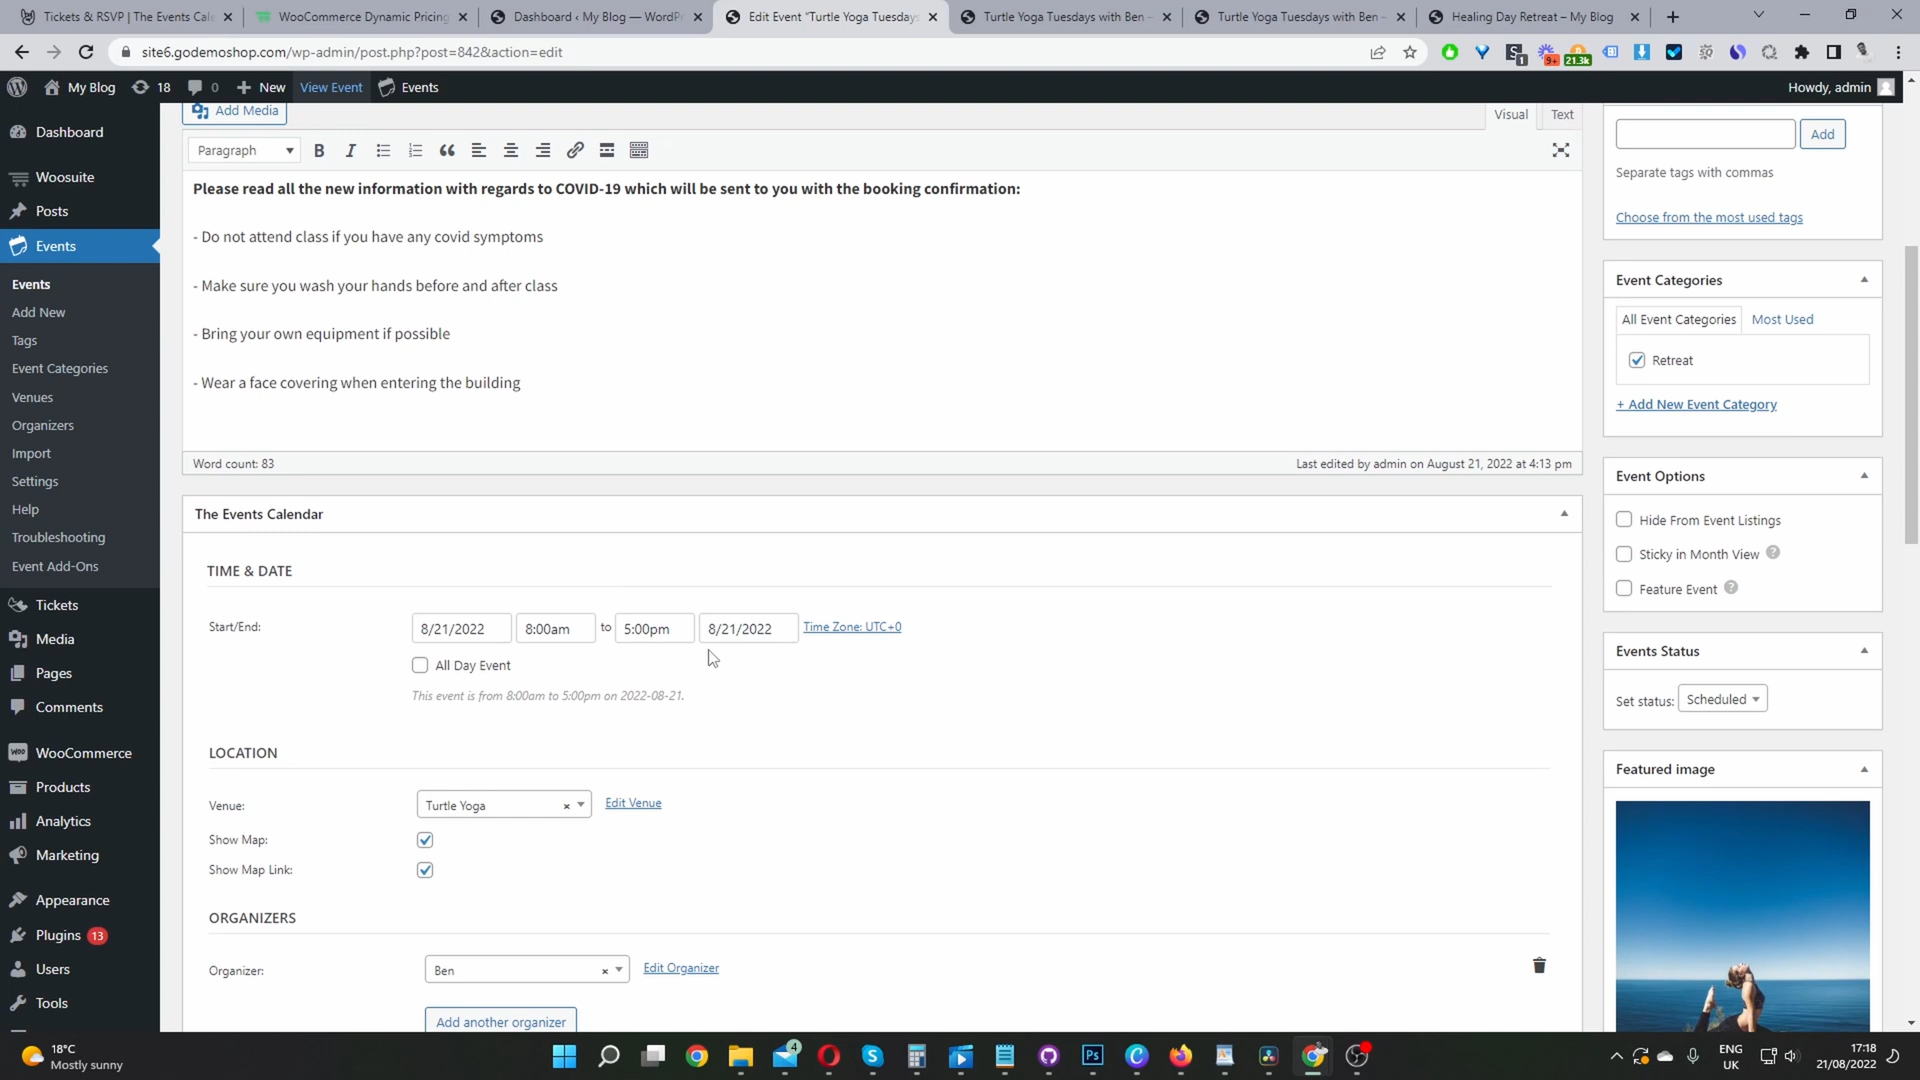 Tickets & RSVP | The Events Cale
WooCommerce Dynamic Pricing
Dashboard ‹ My Blog — WordPr
Edit Event "Turtle Yoga Tuesdays
Turtle Yoga Tuesdays with Ben –
Turtle Yoga Tuesdays with Ben –
Healing Day Retreat – My Blog
site6.godemoshop.com/wp-admin/post.php?post=842&action=edit
1
9+
21.3k
My Blog
18
0
New
View Event
Events
Howdy, admin
Dashboard
Woosuite
Posts
Events
Events
Add New
Tags
Event Categories
Venues
Organizers
Import
Settings
Help
Troubleshooting
Event Add-Ons
Tickets
Media
Pages
Comments
WooCommerce
Products
Analytics
Marketing
Appearance
Plugins 13
Users
Tools
Add Media
Visual
Text
Paragraph
Please read all the new information with regards to COVID-19 which will be sent to you with the booking confirmation:
- Do not attend class if you have any covid symptoms
- Make sure you wash your hands before and after class
- Bring your own equipment if possible
- Wear a face covering when entering the building
Word count: 83
Last edited by admin on August 21, 2022 at 4:13 pm
The Events Calendar
TIME & DATE
Start/End:
8/21/2022
8:00am
to
5:00pm
8/21/2022
Time Zone: UTC+0
All Day Event
This event is from 8:00am to 5:00pm on 2022-08-21.
LOCATION
Venue:
Turtle Yoga
Edit Venue
Show Map:
Show Map Link:
ORGANIZERS
Organizer:
Ben
Edit Organizer
Add another organizer
Add
Separate tags with commas
Choose from the most used tags
Event Categories
All Event Categories
Most Used
Retreat
+ Add New Event Category
Event Options
Hide From Event Listings
Sticky in Month View
Feature Event
Events Status
Set status:
Scheduled
Featured image
18°C
Mostly sunny
4
Ps
ENG
UK
17:18
21/08/2022